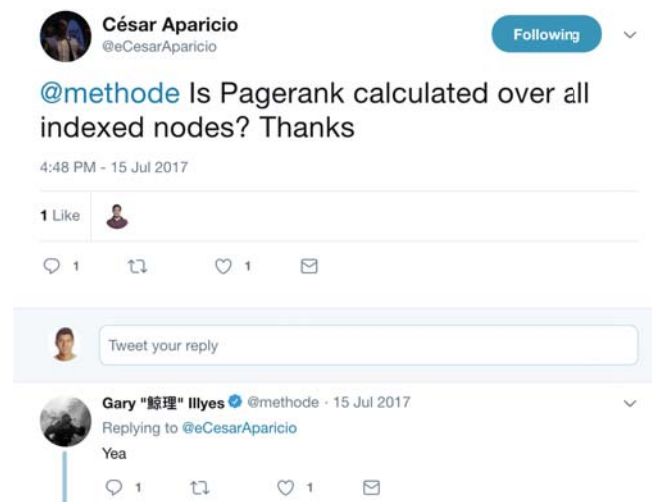 César Aparicio
@eCesarAparicio
Following
@methode Is Pagerank calculated over all
indexed nodes? Thanks
4:48 PM - 15 Jul 2017
1 Like
1
1
Tweet your reply
Gary "鯨理" Illyes @methode · 15 Jul 2017
Replying to @eCesarAparicio
Yea
1
1